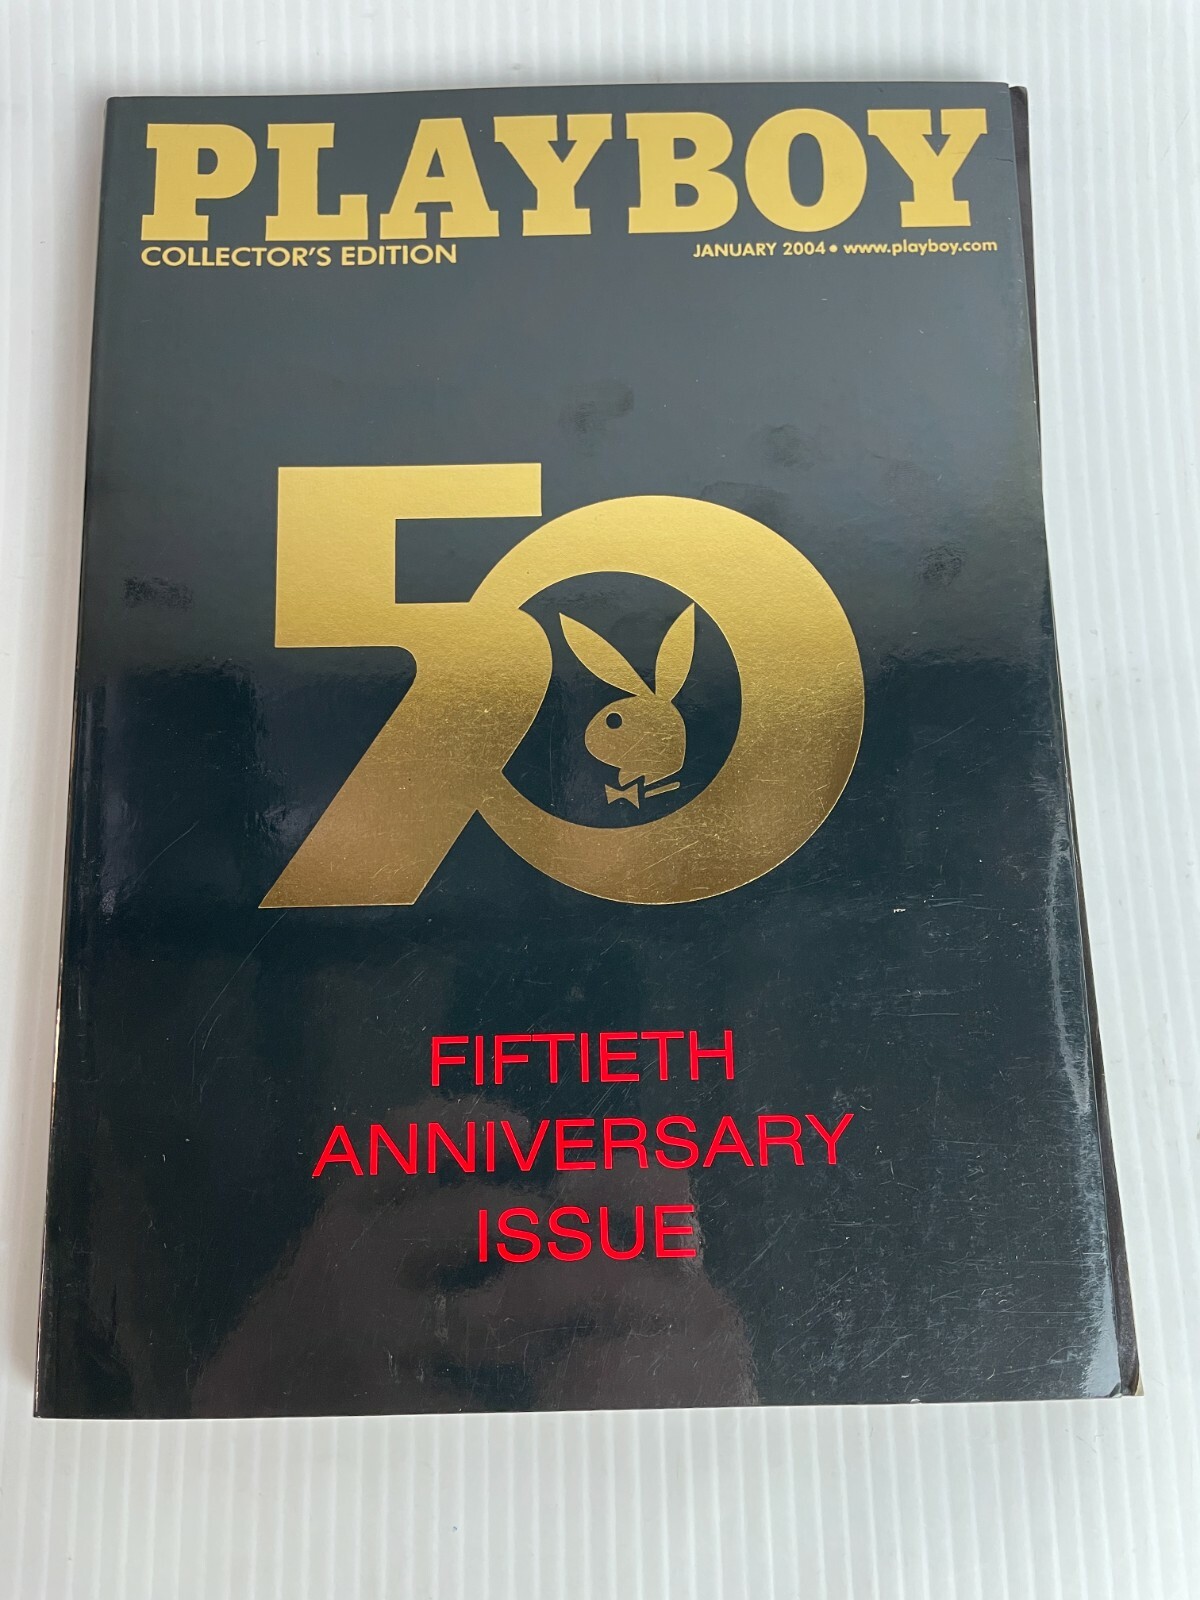 PLAYBOY
COLLECTOR'S EDITION
JANUARY 2004 • www.playboy.com
50
FIFTIETH
ANNIVERSARY
ISSUE